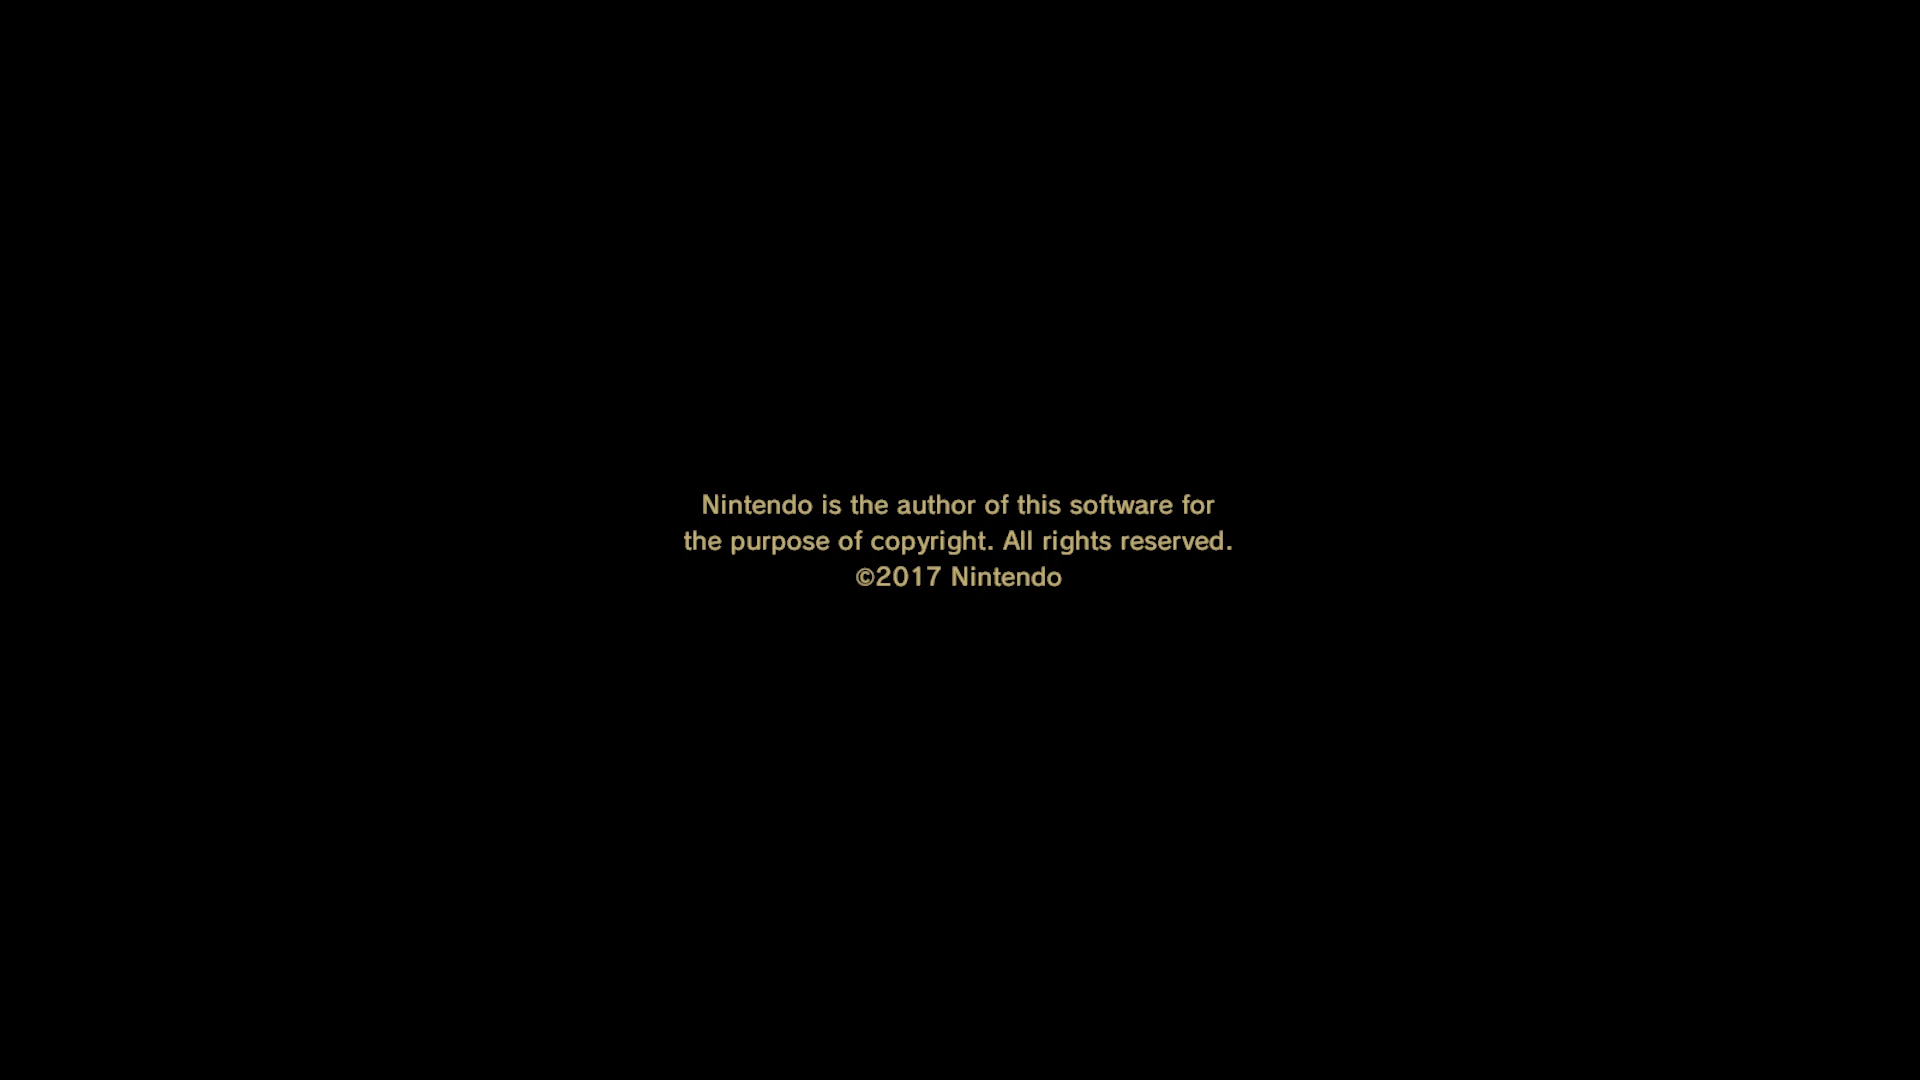 Nintendo is the author of this software for
the purpose of copyright. All rights reserved.
©2017 Nintendo